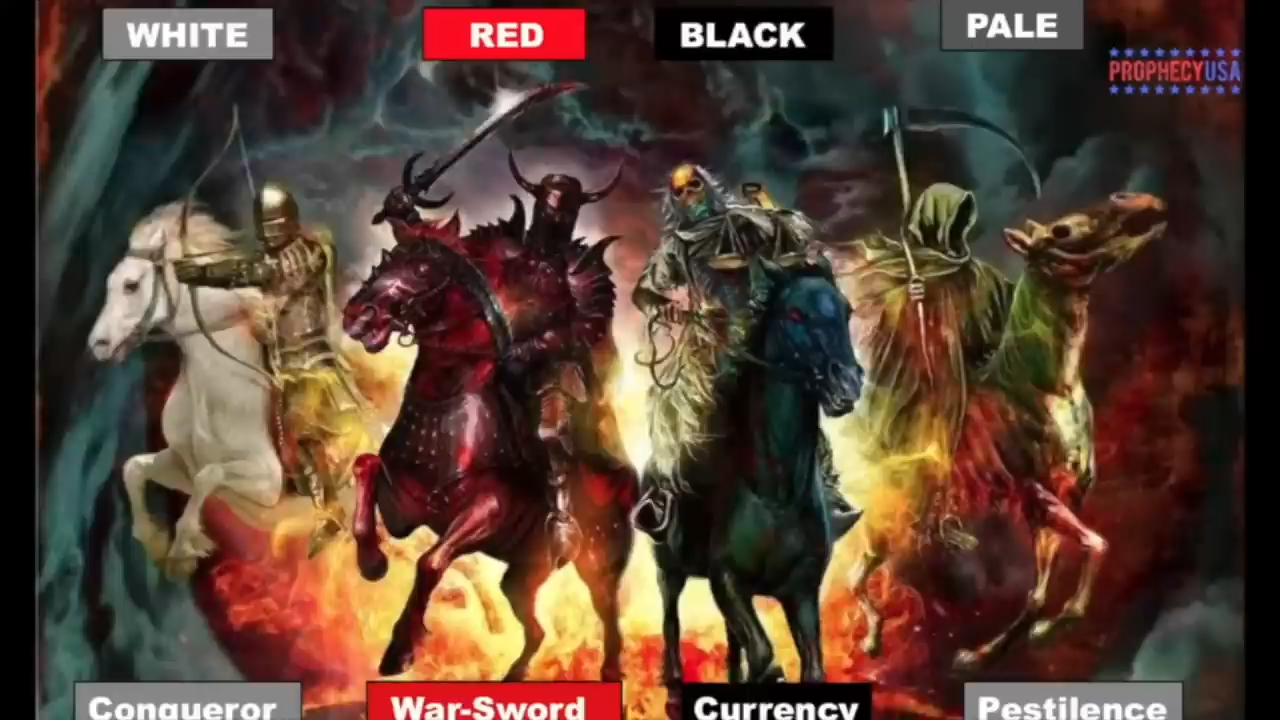 WHITE
RED
BLACK
PALE
PROPHECYUSA
Conqueror
War-Sword
Currency
Pestilence